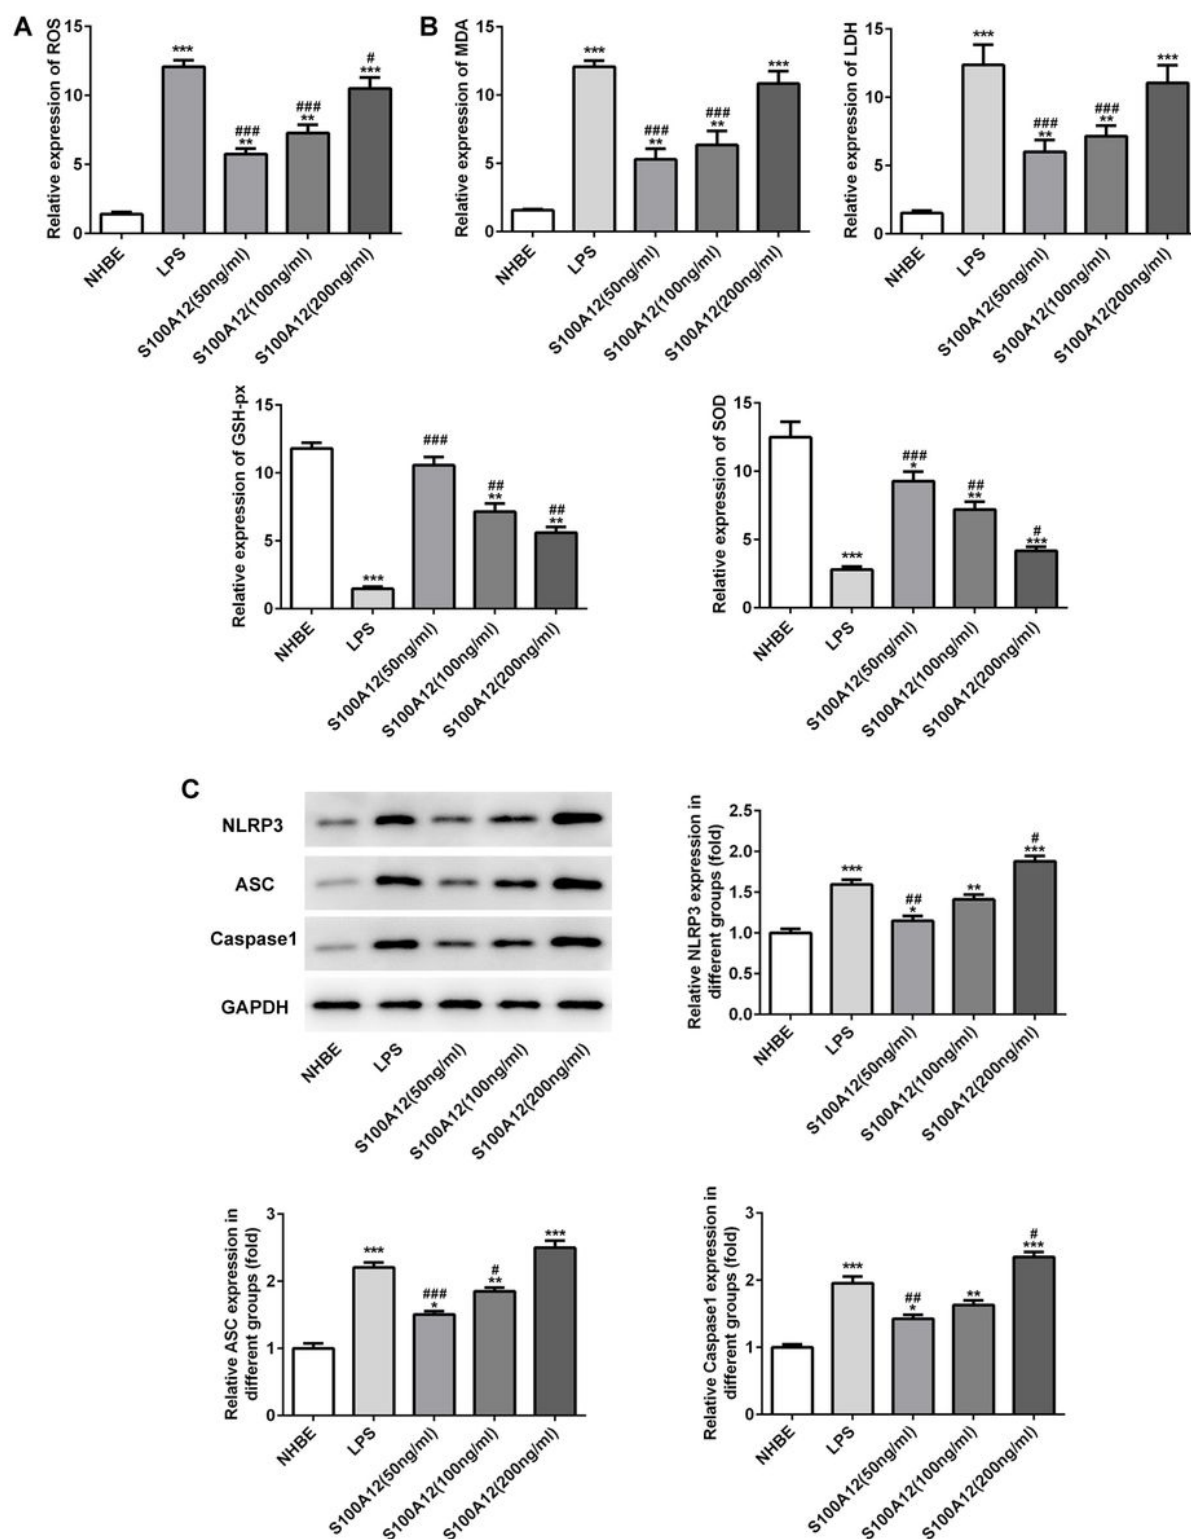 A
Relative expression of ROS
15
10
5
0
***
###
**
###
**
#
***
NHBE
LPS
S100A12(50ng/ml)
S100A12(100ng/ml)
S100A12(200ng/ml)
B
Relative expression of MDA
15
10
5
0
***
###
**
###
**
***
NHBE
LPS
S100A12(50ng/ml)
S100A12(100ng/ml)
S100A12(200ng/ml)
Relative expression of LDH
15
10
5
0
***
###
**
###
**
***
NHBE
LPS
S100A12(50ng/ml)
S100A12(100ng/ml)
S100A12(200ng/ml)
Relative expression of GSH-px
15
10
5
0
***
###
##
**
##
**
NHBE
LPS
S100A12(50ng/ml)
S100A12(100ng/ml)
S100A12(200ng/ml)
Relative expression of SOD
15
10
5
0
***
###
*
##
**
#
***
NHBE
LPS
S100A12(50ng/ml)
S100A12(100ng/ml)
S100A12(200ng/ml)
C
NLRP3
ASC
Caspase1
GAPDH
NHBE
LPS
S100A12(50ng/ml)
S100A12(100ng/ml)
S100A12(200ng/ml)
Relative NLRP3 expression in
different groups (fold)
2.5
2.0
1.5
1.0
0.5
0.0
***
##
*
**
#
***
NHBE
LPS
S100A12(50ng/ml)
S100A12(100ng/ml)
S100A12(200ng/ml)
Relative ASC expression in
different groups (fold)
3
2
1
0
***
###
*
#
**
***
NHBE
LPS
S100A12(50ng/ml)
S100A12(100ng/ml)
S100A12(200ng/ml)
Relative Caspase1 expression in
different groups (fold)
3
2
1
0
***
##
*
**
#
***
NHBE
LPS
S100A12(50ng/ml)
S100A12(100ng/ml)
S100A12(200ng/ml)